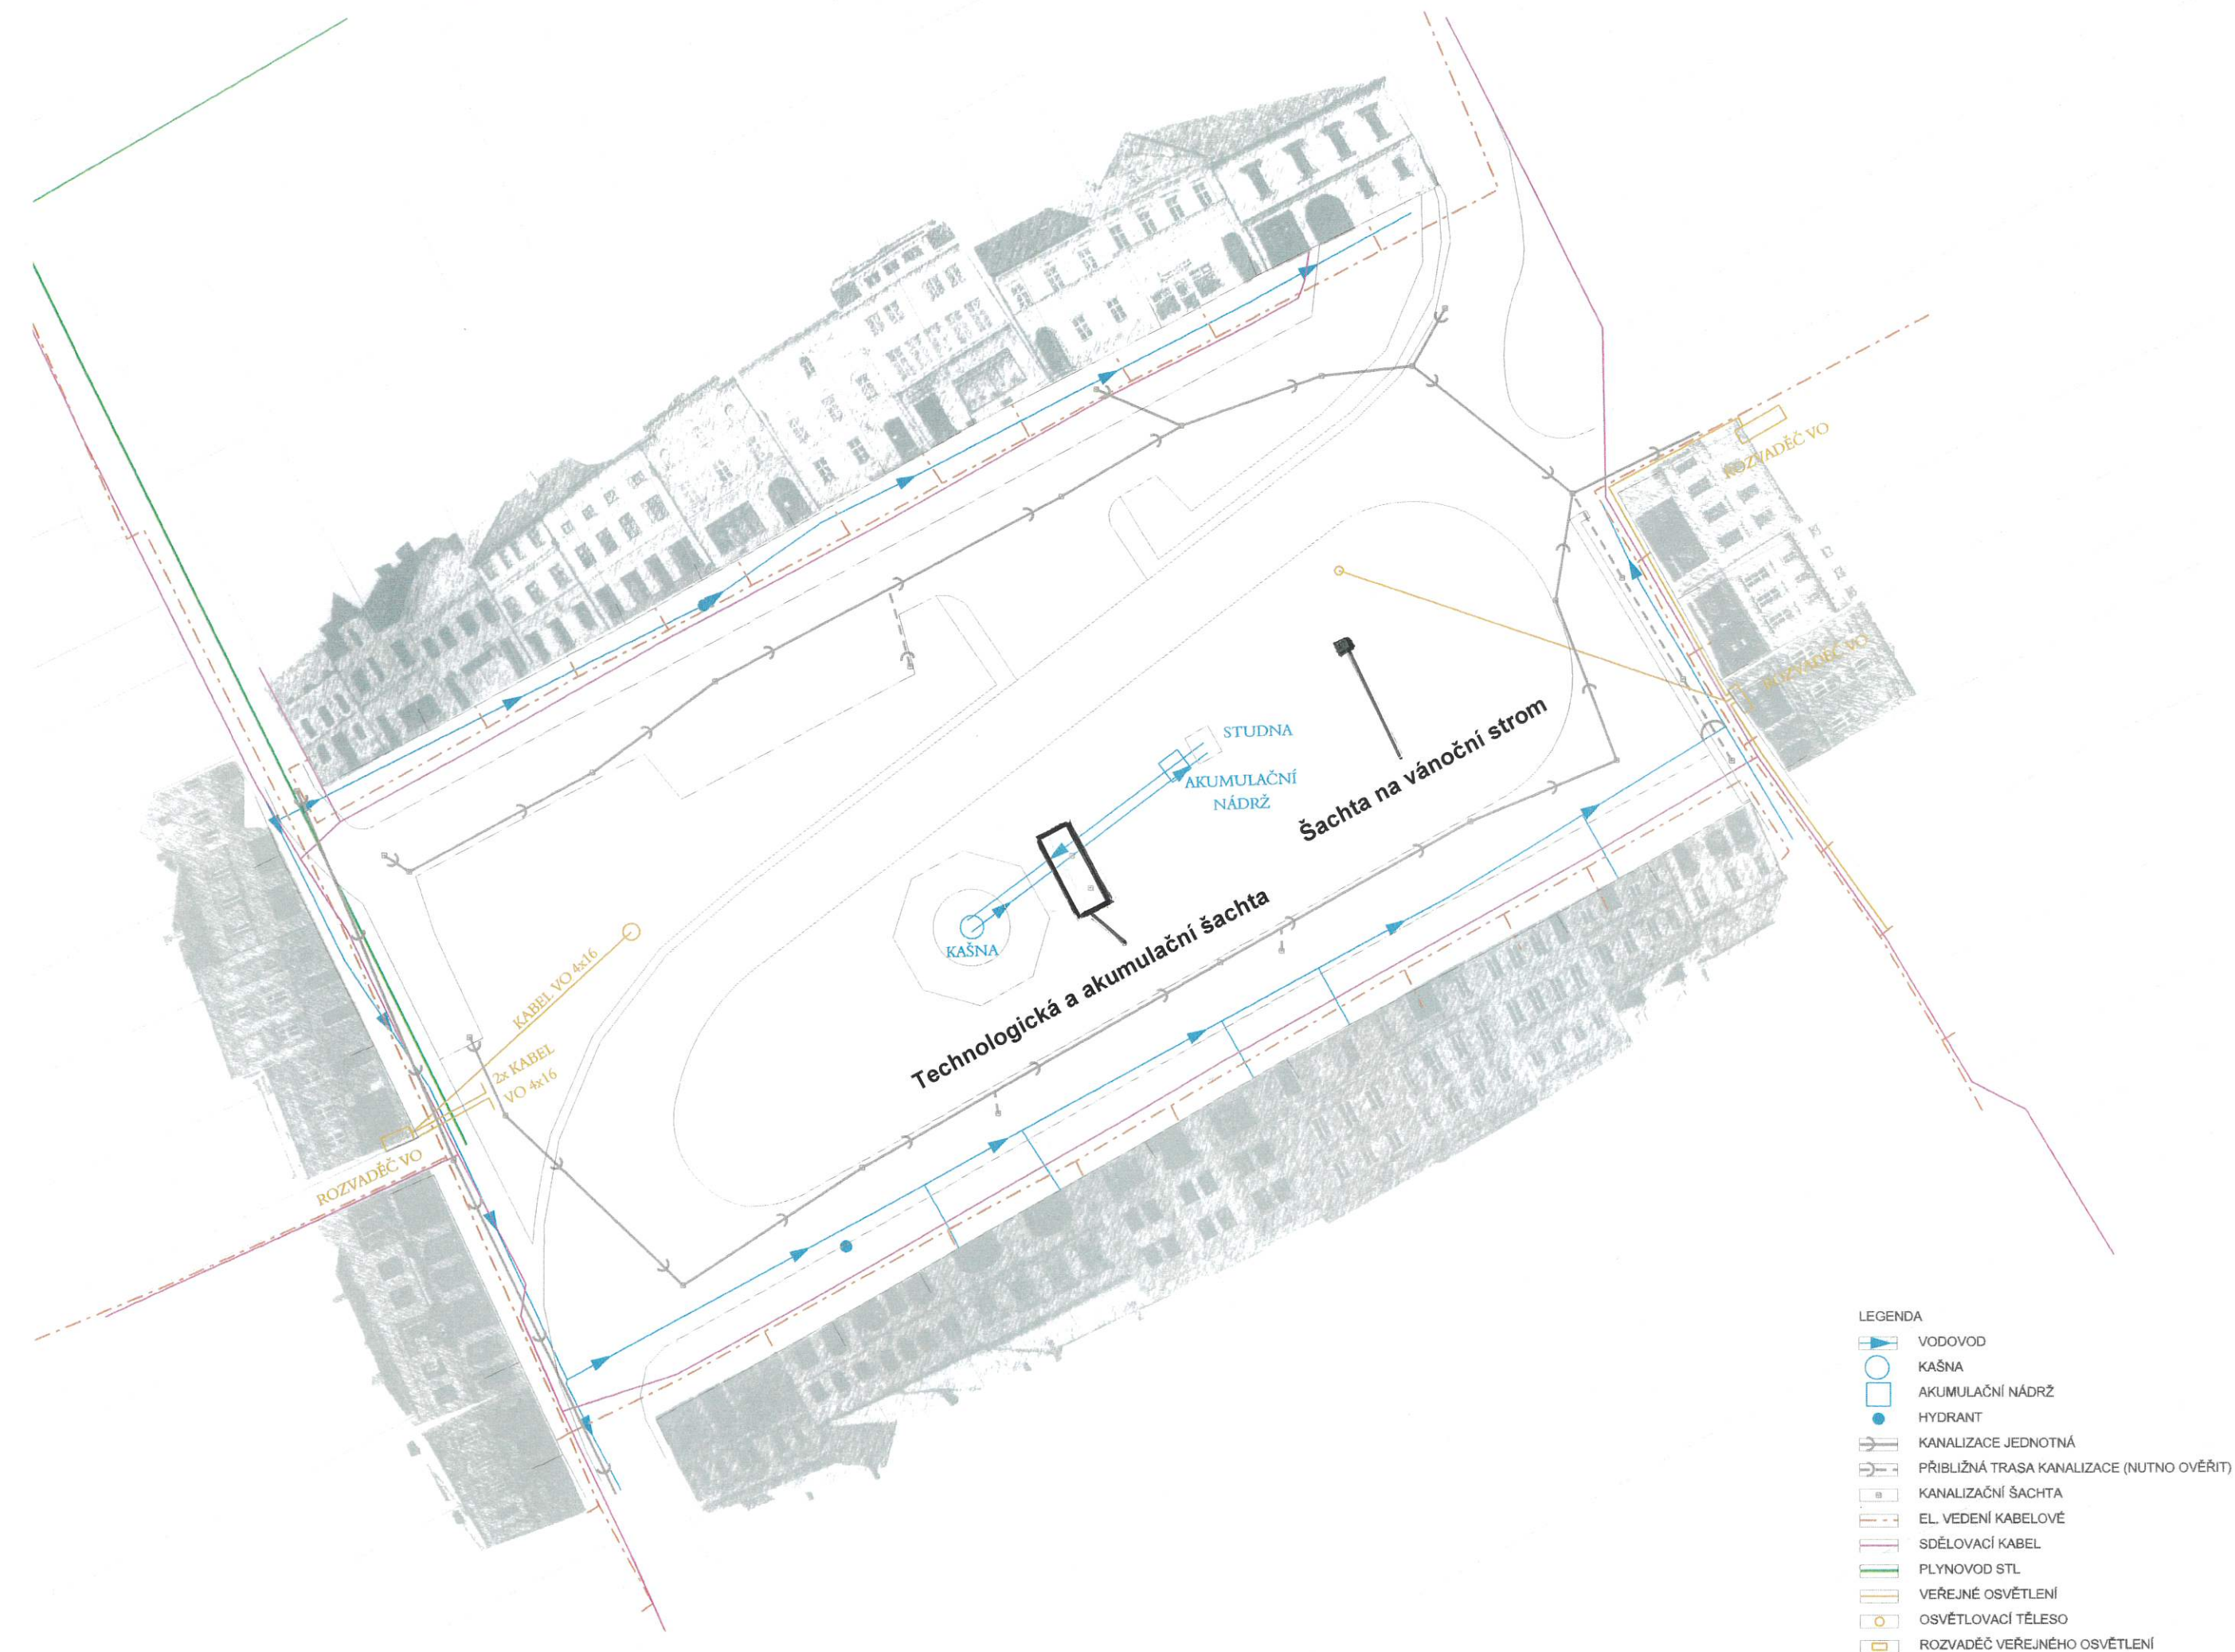 ROZVADĚČ VO
ROZVADĚČ VO
STUDNA
AKUMULAČNÍ
NÁDRŽ
Šachta na vánoční strom
KAŠNA
Technologická a akumulační šachta
KABEL VO 4x16
2x KABEL
VO 4x16
ROZVADĚČ VO
LEGENDA
VODOVOD
KAŠNA
AKUMULAČNÍ NÁDRŽ
HYDRANT
KANALIZACE JEDNOTNÁ
PŘIBLIŽNÁ TRASA KANALIZACE (NUTNO OVĚŘIT)
KANALIZAČNÍ ŠACHTA
EL. VEDENÍ KABELOVÉ
SDĚLOVACÍ KABEL
PLYNOVOD STL
VEŘEJNÉ OSVĚTLENÍ
OSVĚTLOVACÍ TĚLESO
ROZVADĚČ VEŘEJNÉHO OSVĚTLENÍ